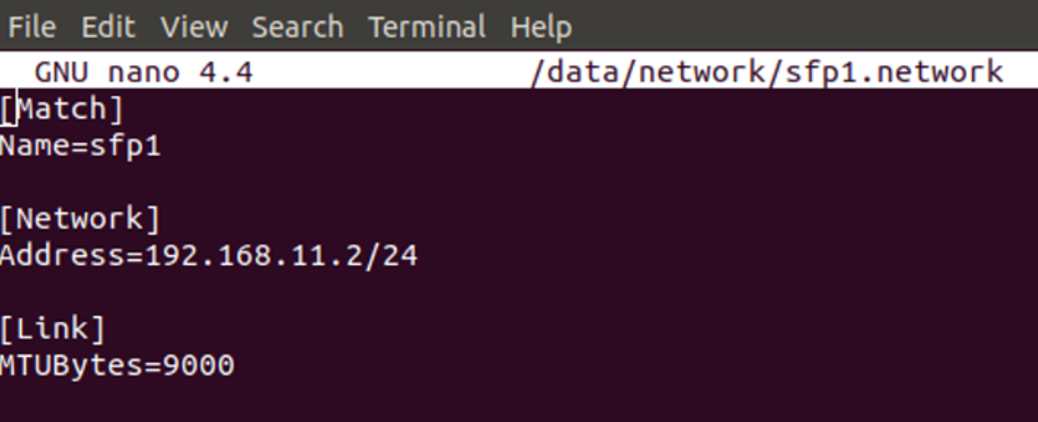 File Edit View Search Terminal Help
GNU nano 4.4 /data/network/sfp1.network
[Match]
Name=sfp1
[Network]
Address=192.168.11.2/24
[Link]
MTUBytes=9000